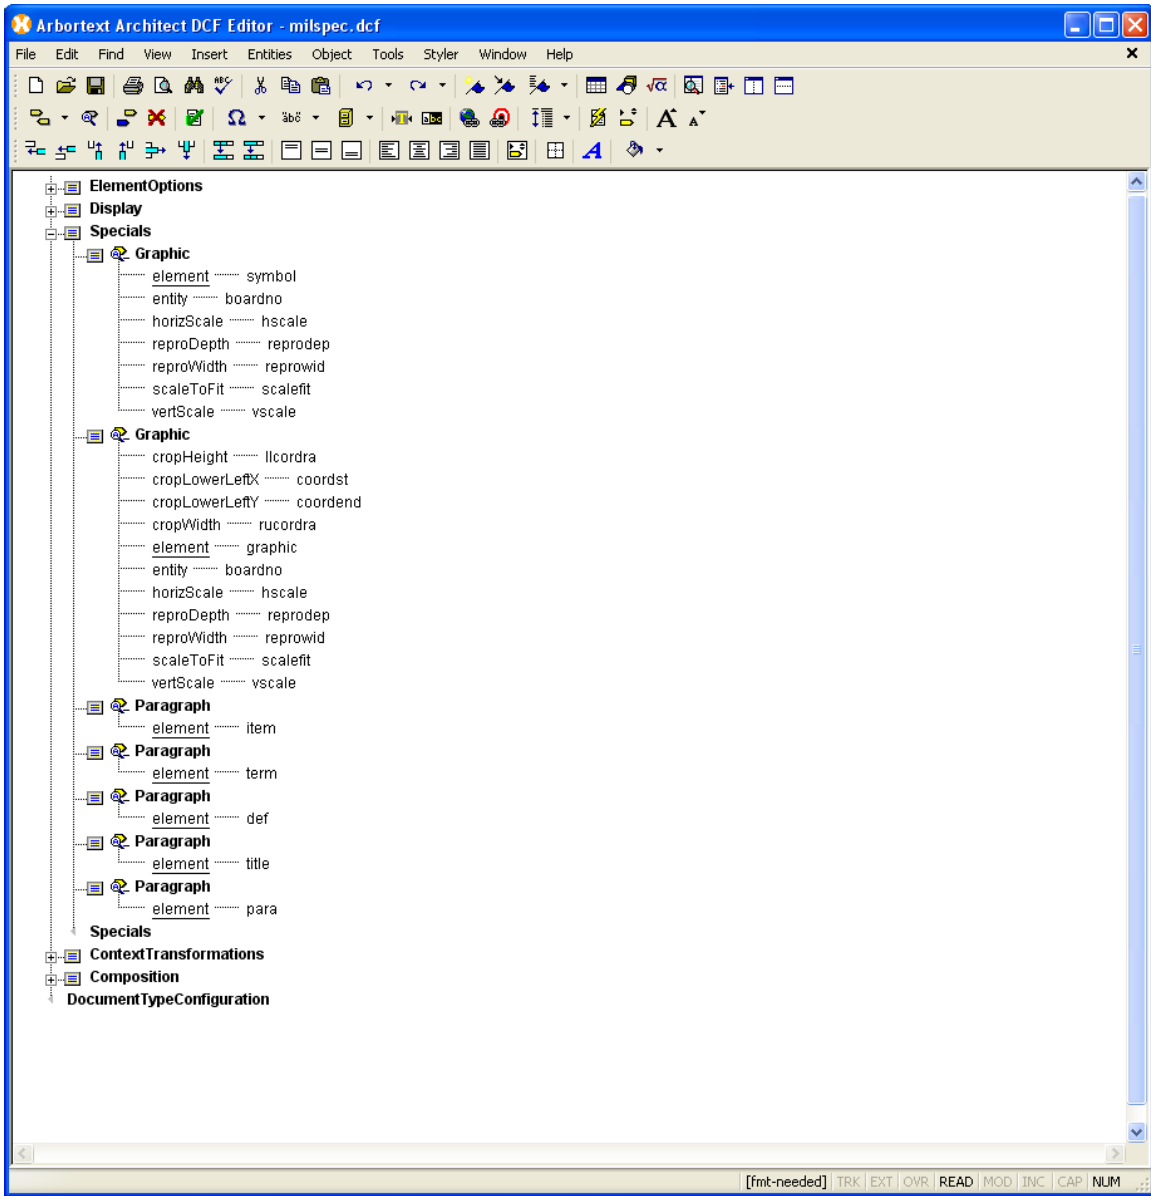 Arbortext Architect DCF Editor - milspec.dcf
File Edit Find View Insert Entities Object Tools Styler Window Help
ElementOptions
Display
Specials
Graphic
element symbol
entity boardno
horizScale hscale
reproDepth reprodep
reproWidth reprowid
scaleToFit scalefit
vertScale vscale
Graphic
cropHeight llcordra
cropLowerLeftX coordst
cropLowerLeftY coordend
cropWidth rucordra
element graphic
entity boardno
horizScale hscale
reproDepth reprodep
reproWidth reprowid
scaleToFit scalefit
vertScale vscale
Paragraph
element item
Paragraph
element term
Paragraph
element def
Paragraph
element title
Paragraph
element para
Specials
ContextTransformations
Composition
DocumentTypeConfiguration
[fmt-needed] TRK EXT OVR READ MOD INC CAP NUM